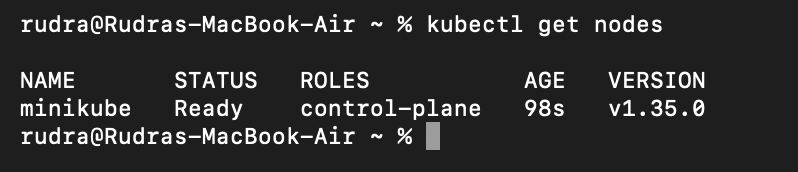 rudra@Rudras-MacBook-Air ~ % kubectl get nodes
NAME       STATUS   ROLES           AGE   VERSION
minikube   Ready    control-plane   98s   v1.35.0
rudra@Rudras-MacBook-Air ~ %